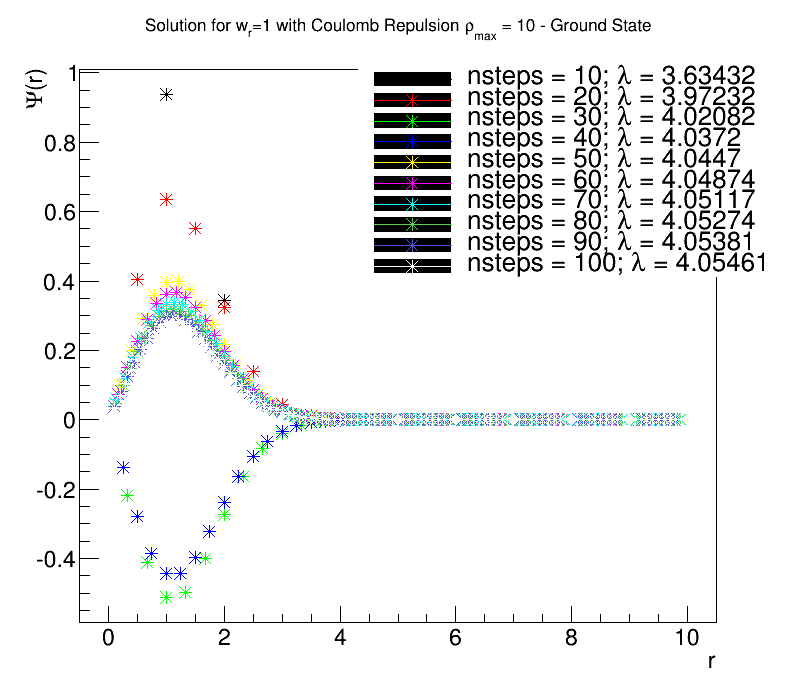 Solution for wr=1 with Coulomb Repulsion ρmax = 10 - Ground State
Ψ(r)
1
0.8
0.6
0.4
0.2
0
-0.2
-0.4
nsteps = 10; λ = 3.63432
nsteps = 20; λ = 3.97232
nsteps = 30; λ = 4.02082
nsteps = 40; λ = 4.0372
nsteps = 50; λ = 4.0447
nsteps = 60; λ = 4.04874
nsteps = 70; λ = 4.05117
nsteps = 80; λ = 4.05274
nsteps = 90; λ = 4.05381
nsteps = 100; λ = 4.05461
0 2 4 6 8 10
r